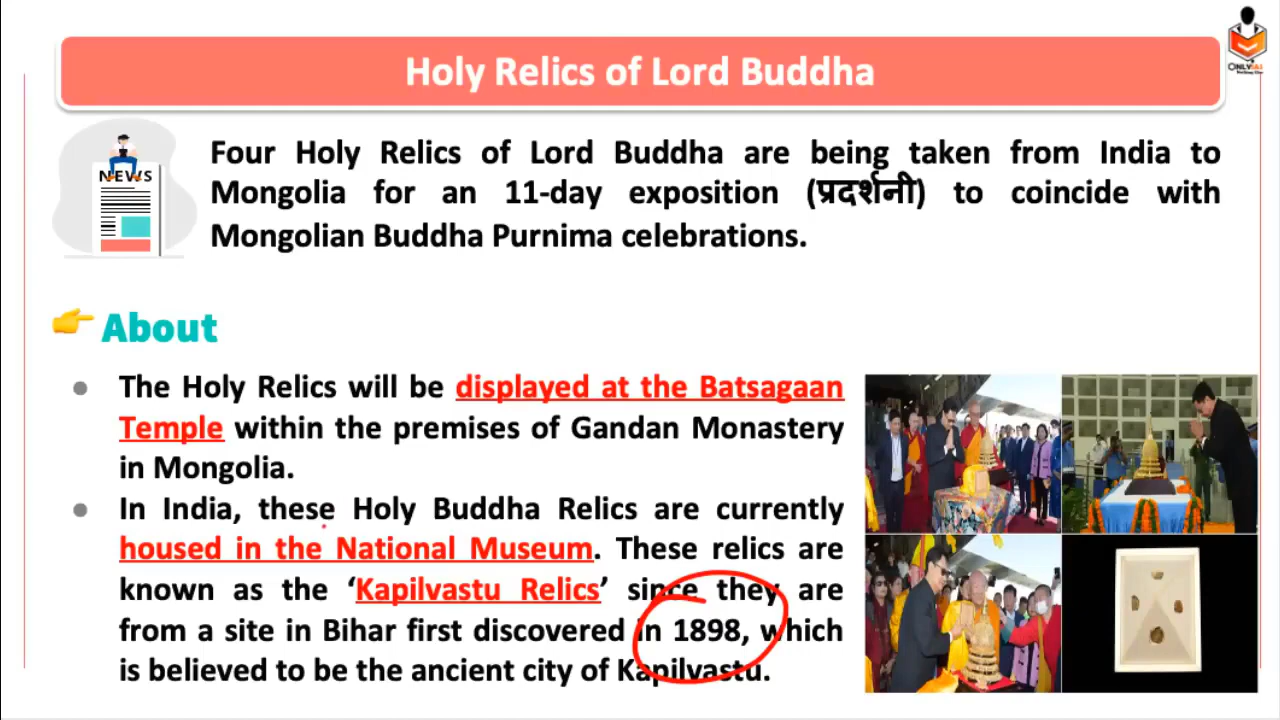 Holy Relics of Lord Buddha
ONLYIAS
NEWS
Four Holy Relics of Lord Buddha are being taken from India to
Mongolia for an 11-day exposition (प्रदर्शनी) to coincide with
Mongolian Buddha Purnima celebrations.
About
The Holy Relics will be displayed at the Batsagaan
Temple within the premises of Gandan Monastery
in Mongolia.
In India, these Holy Buddha Relics are currently
housed in the National Museum. These relics are
known as the ‘Kapilvastu Relics’ since they are
from a site in Bihar first discovered in 1898, which
is believed to be the ancient city of Kapilvastu.